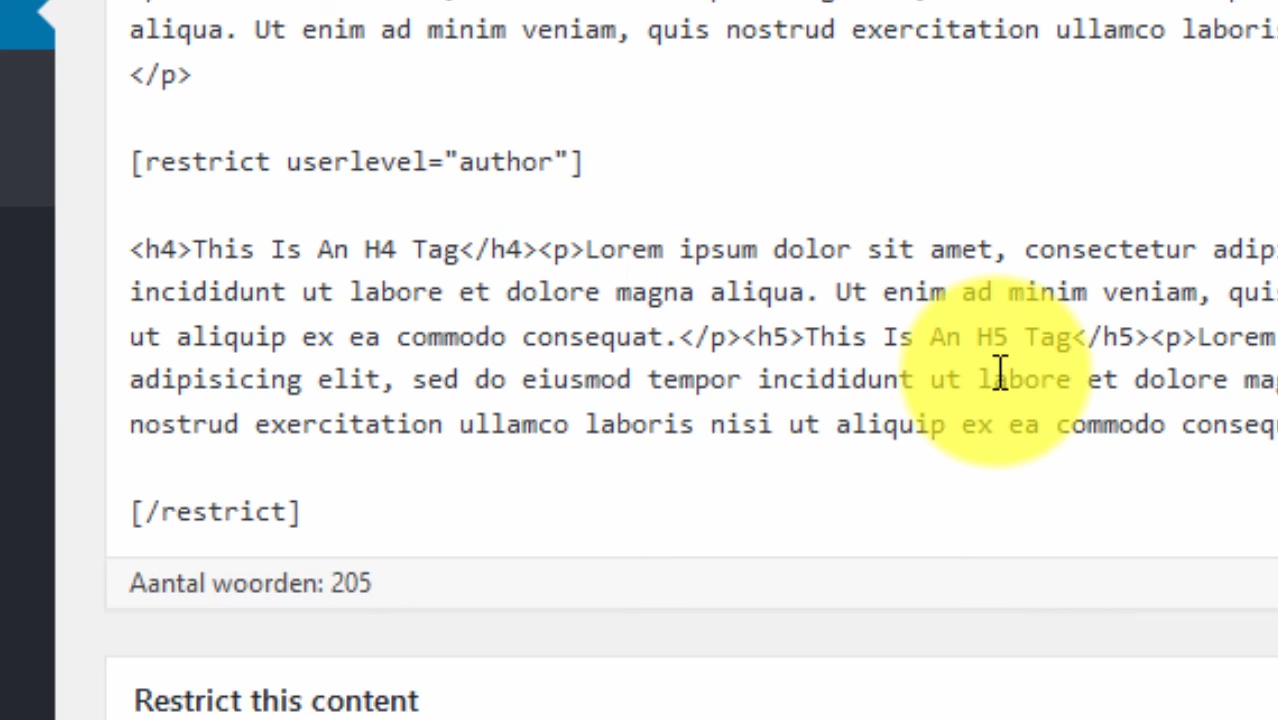 aliqua. Ut enim ad minim veniam, quis nostrud exercitation ullamco laboris
</p>
[restrict userlevel="author"]
<h4>This Is An H4 Tag</h4><p>Lorem ipsum dolor sit amet, consectetur
incididunt ut labore et dolore magna aliqua. Ut enim ad minim veniam,
ut aliquip ex ea commodo consequat.</p><h5>This Is An H5 Tag</h5><p>Lorem
adipisicing elit, sed do eiusmod tempor incididunt ut labore et dolore
nostrud exercitation ullamco laboris nisi ut aliquip ex ea commodo
[/restrict]
Aantal woorden: 205
Restrict this content